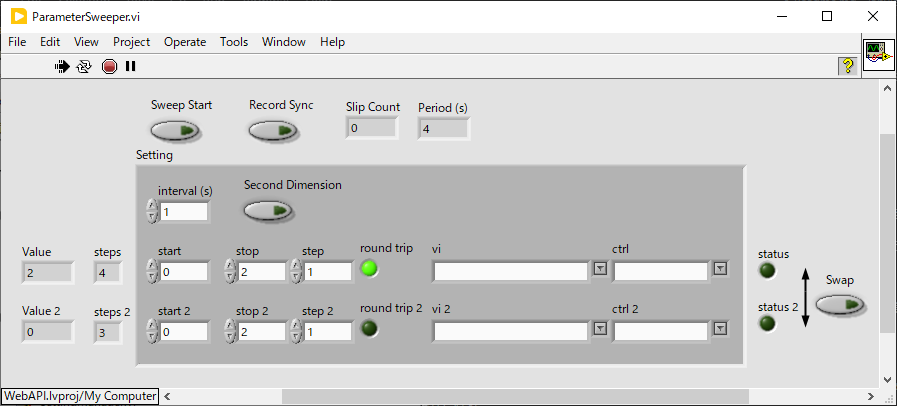 ParameterSweeper.vi
File Edit View Project Operate Tools Window Help
?
Sweep Start Record Sync Slip Count Period (s)
0 4
Setting
interval (s) Second Dimension
1
Value steps start stop step round trip vi ctrl status
2 4 0 2 1
Swap
Value 2 steps 2 start 2 stop 2 step 2 round trip 2 vi 2 ctrl 2 status 2
0 3 0 2 1
WebAPI.lvproj/My Computer